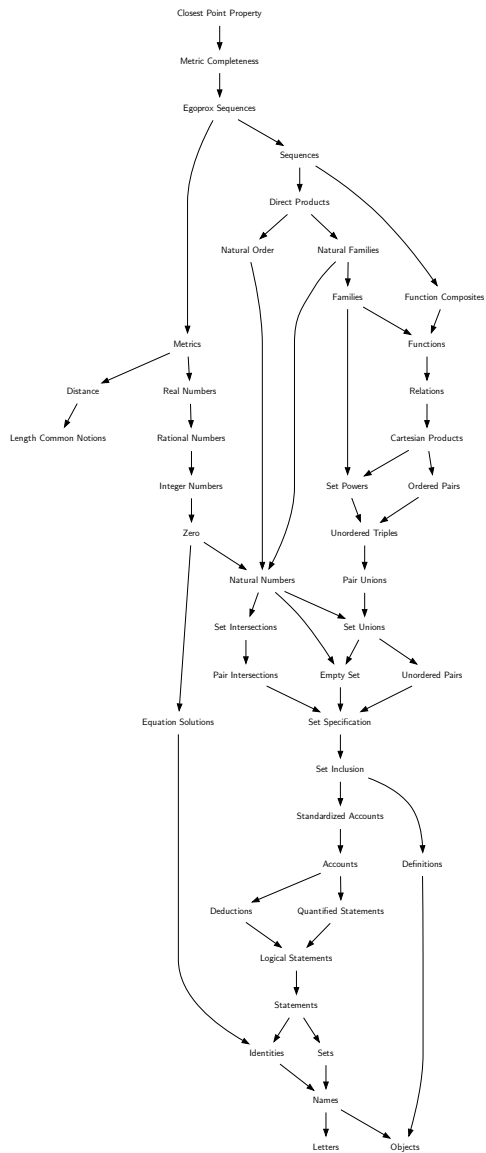 Closest Point Property
Metric Completeness
Egoprox Sequences
Sequences
Direct Products
Natural Order
Natural Families
Families
Function Composites
Metrics
Functions
Distance
Real Numbers
Relations
Length Common Notions
Rational Numbers
Cartesian Products
Integer Numbers
Set Powers
Ordered Pairs
Zero
Unordered Triples
Natural Numbers
Pair Unions
Set Intersections
Set Unions
Pair Intersections
Empty Set
Unordered Pairs
Equation Solutions
Set Specification
Set Inclusion
Standardized Accounts
Accounts
Definitions
Deductions
Quantified Statements
Logical Statements
Statements
Identities
Sets
Names
Letters
Objects